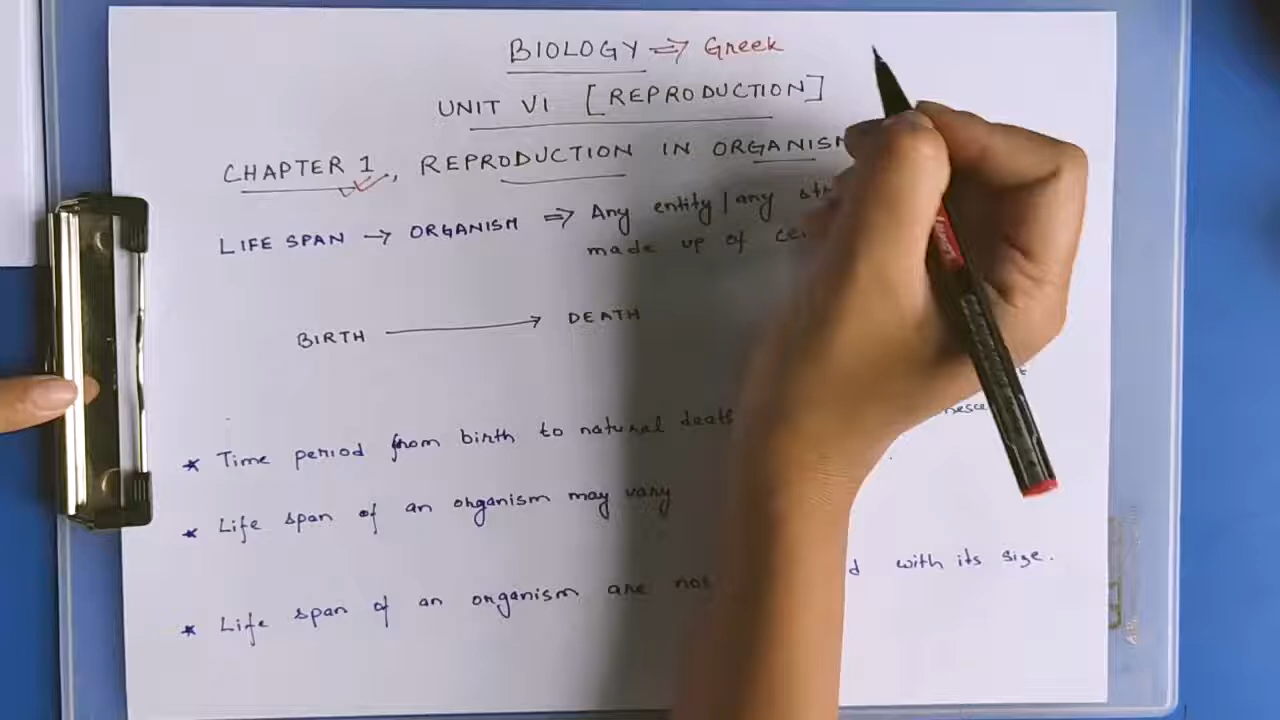 BIOLOGY => Greek
UNIT VI [REPRODUCTION]
CHAPTER 1, REPRODUCTION IN ORGANISM
LIFE SPAN → ORGANISM => Any entity / any
made up of
BIRTH → DEATH
* Time period from birth to natural death
* Life span of an organism may vary
* Life span of an organism are not with its size.